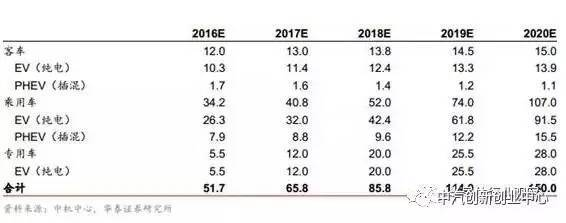 2016E 2017E 2018E 2019E 2020E
客车 12.0 13.0 13.8 14.5 15.0
EV（纯电） 10.3 11.4 12.4 13.3 13.9
PHEV（插混） 1.7 1.6 1.4 1.2 1.1
乘用车 34.2 40.8 52.0 74.0 107.0
EV（纯电） 26.3 32.0 42.4 61.8 91.5
PHEV（插混） 7.9 8.8 9.6 12.2 15.5
专用车 5.5 12.0 20.0 25.5 28.0
EV（纯电） 5.5 12.0 20.0 25.5 28.0
合计 51.7 65.8 85.8 114.0 150.0
中汽创新创业中心
资料来源：中机中心，华泰证券研究所